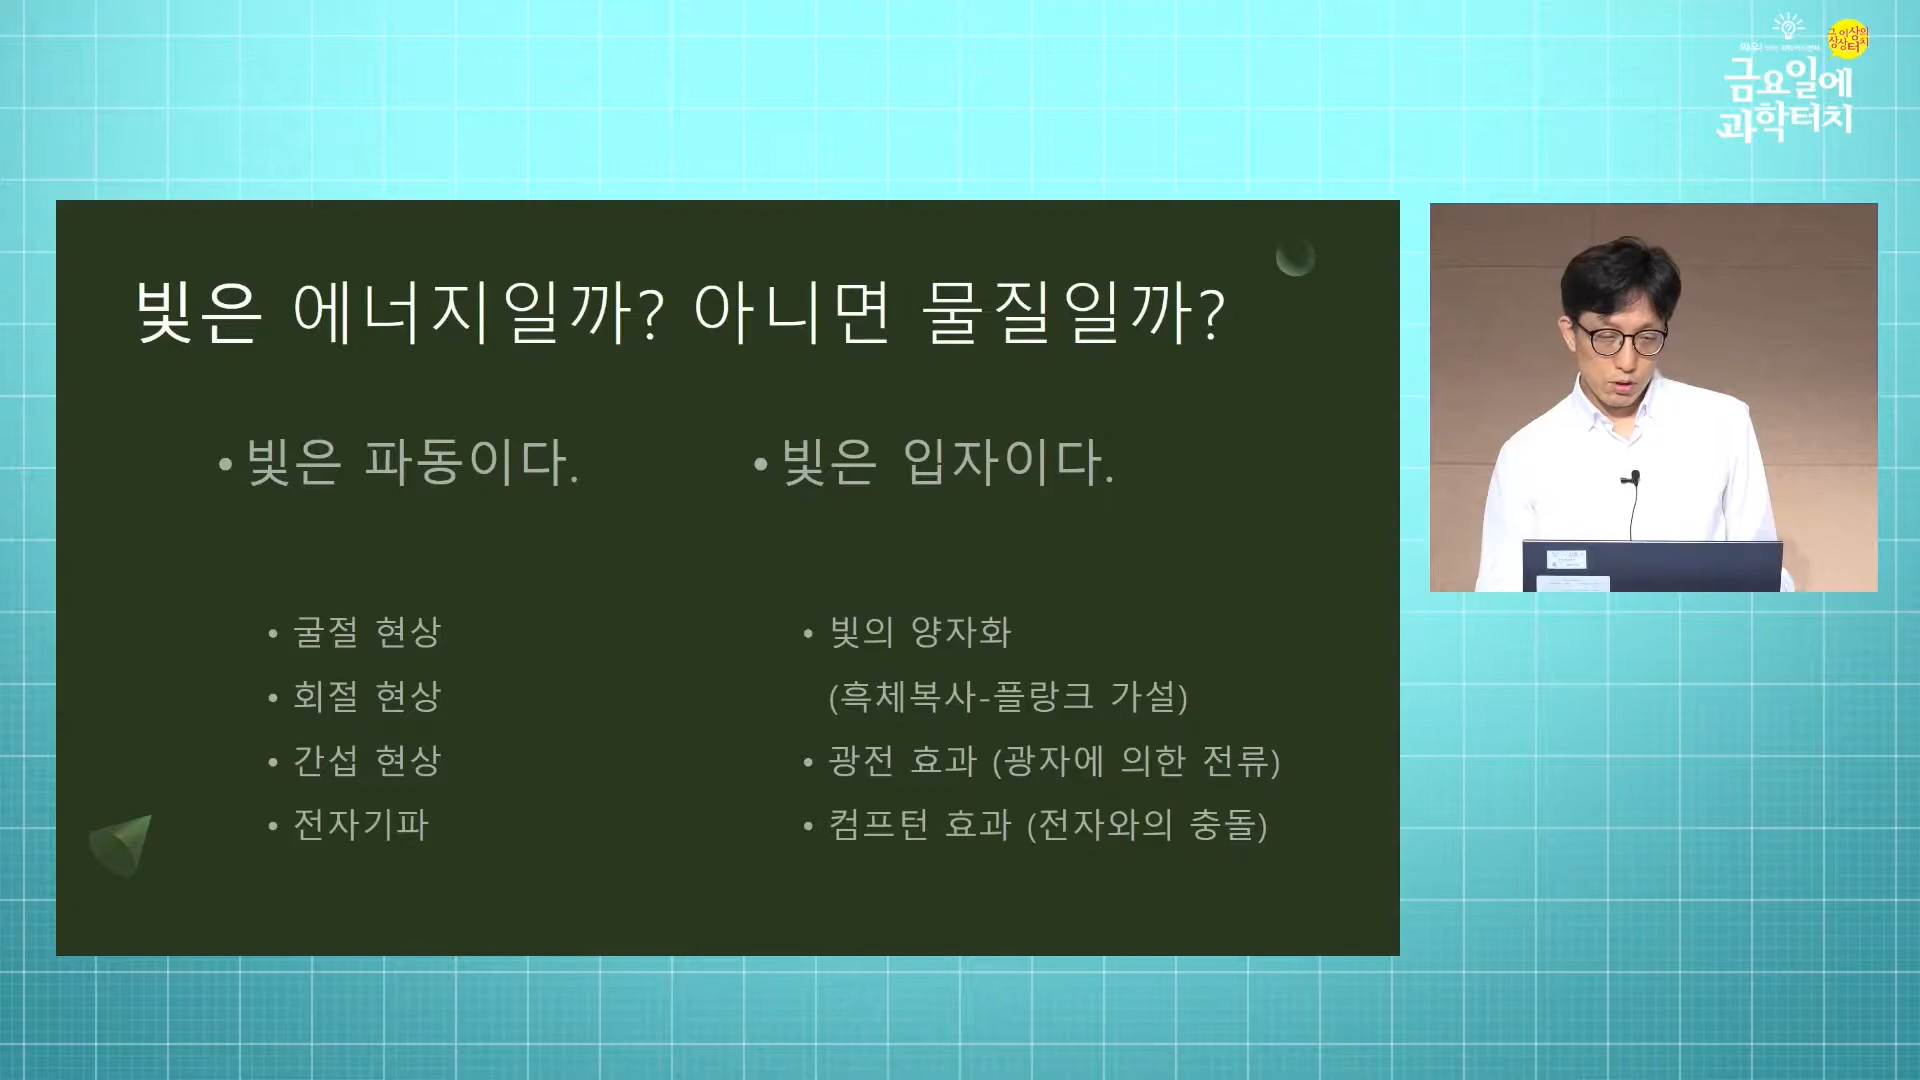 금요일에
과학터치
빛은 에너지일까? 아니면 물질일까?
• 빛은 파동이다.
• 굴절 현상
• 회절 현상
• 간섭 현상
• 전자기파
• 빛은 입자이다.
• 빛의 양자화
(흑체복사-플랑크 가설)
• 광전 효과 (광자에 의한 전류)
• 컴프턴 효과 (전자와의 충돌)